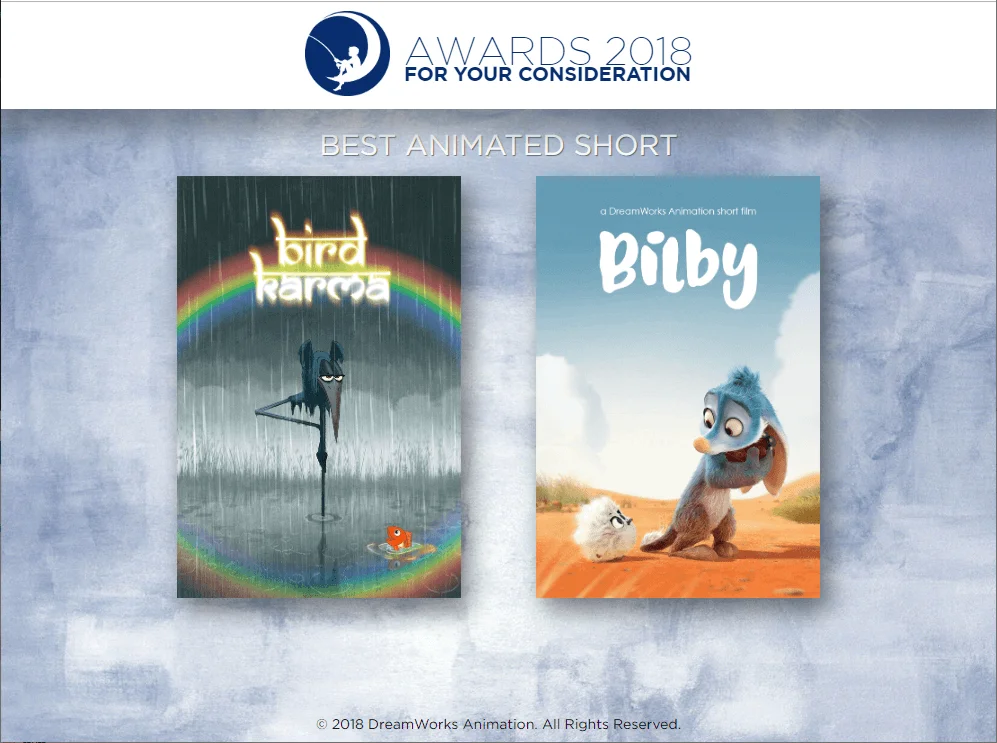 AWARDS 2018
FOR YOUR CONSIDERATION
BEST ANIMATED SHORT
bird
karma
a DreamWorks Animation short film
Bilby
© 2018 DreamWorks Animation. All Rights Reserved.